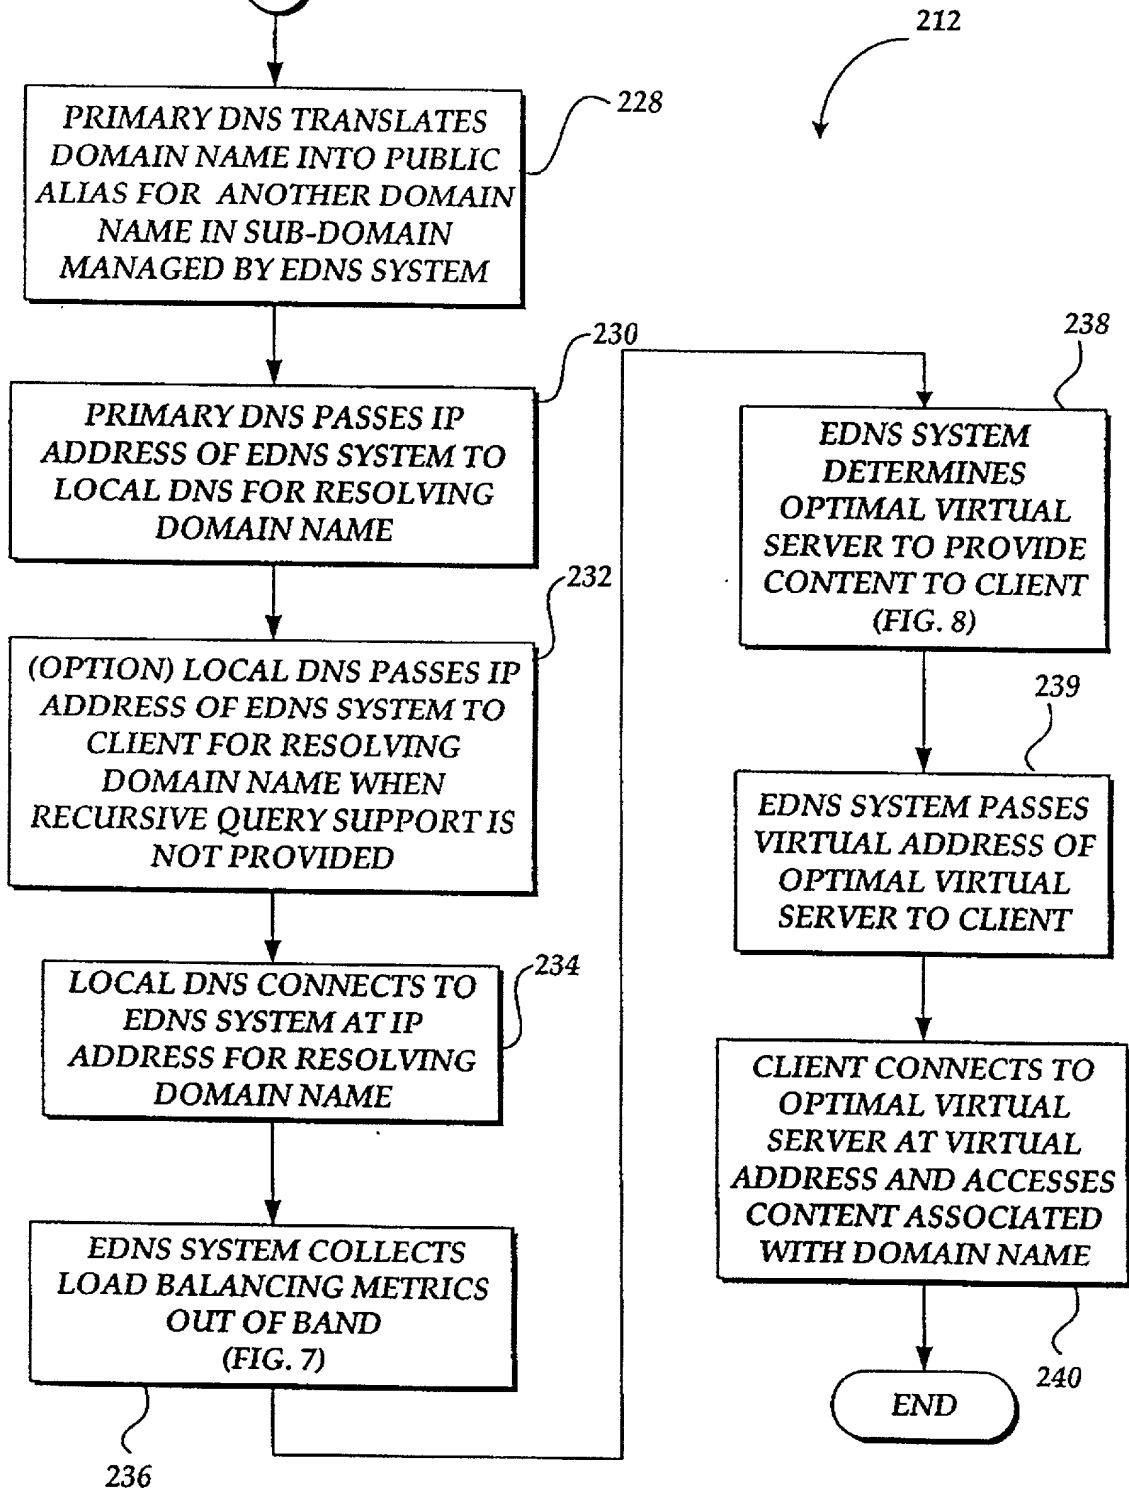 212
228
PRIMARY DNS TRANSLATES
DOMAIN NAME INTO PUBLIC
ALIAS FOR ANOTHER DOMAIN
NAME IN SUB-DOMAIN
MANAGED BY EDNS SYSTEM
230
PRIMARY DNS PASSES IP
ADDRESS OF EDNS SYSTEM TO
LOCAL DNS FOR RESOLVING
DOMAIN NAME
232
(OPTION) LOCAL DNS PASSES IP
ADDRESS OF EDNS SYSTEM TO
CLIENT FOR RESOLVING
DOMAIN NAME WHEN
RECURSIVE QUERY SUPPORT IS
NOT PROVIDED
234
LOCAL DNS CONNECTS TO
EDNS SYSTEM AT IP
ADDRESS FOR RESOLVING
DOMAIN NAME
EDNS SYSTEM COLLECTS
LOAD BALANCING METRICS
OUT OF BAND
(FIG. 7)
236
238
EDNS SYSTEM
DETERMINES
OPTIMAL VIRTUAL
SERVER TO PROVIDE
CONTENT TO CLIENT
(FIG. 8)
239
EDNS SYSTEM PASSES
VIRTUAL ADDRESS OF
OPTIMAL VIRTUAL
SERVER TO CLIENT
CLIENT CONNECTS TO
OPTIMAL VIRTUAL
SERVER AT VIRTUAL
ADDRESS AND ACCESSES
CONTENT ASSOCIATED
WITH DOMAIN NAME
240
END